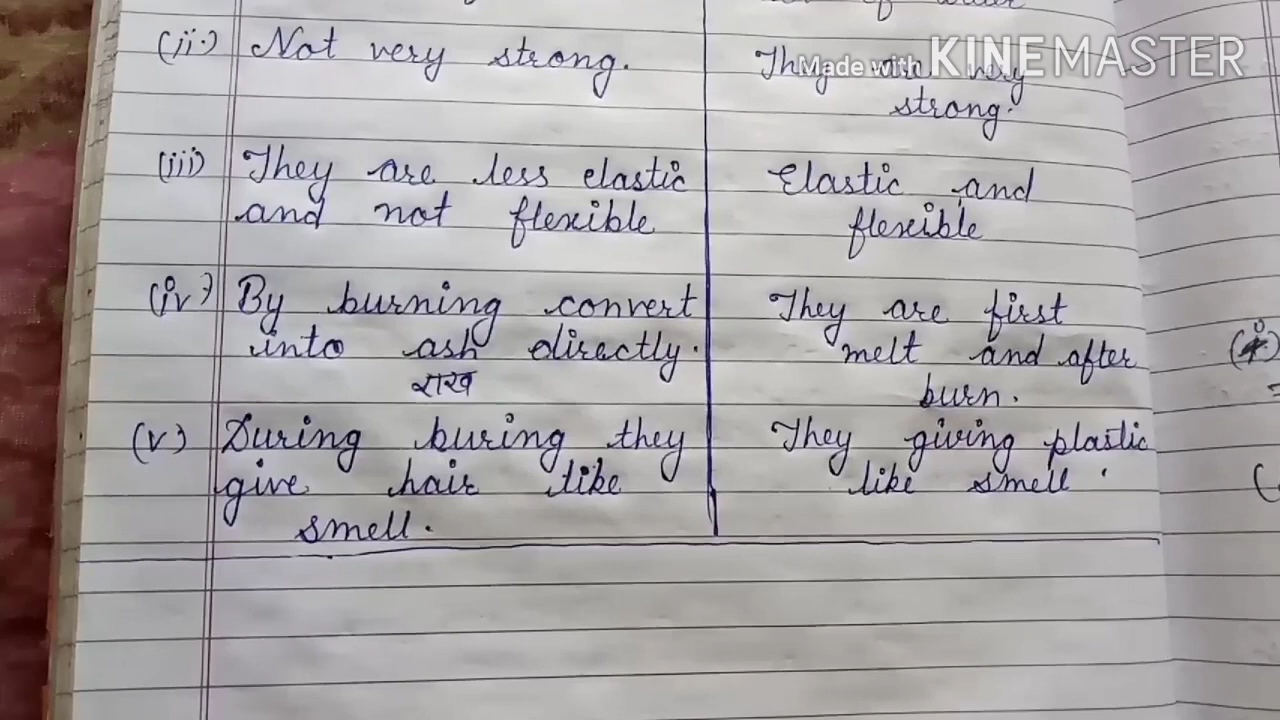 (ii.) Not very strong.
They are very
strong.
Made with KINEMASTER
(iii) They are less elastic
and not flexible
Elastic and
flexible
(iv) By burning convert
into ash directly.
राख
They are first
melt and after
burn.
(v) During buring they
give hair like
smell.
They giving plastic
like smell.